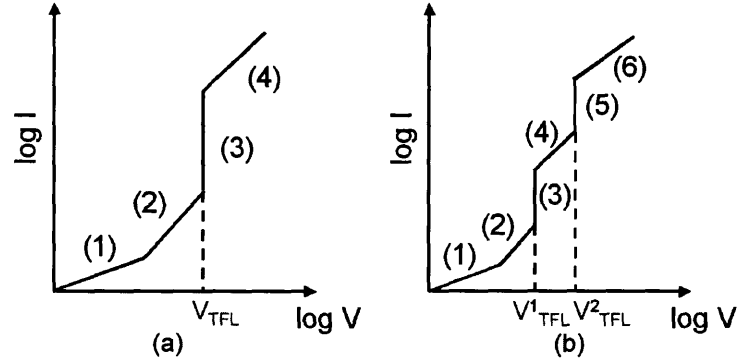 log I
(1)
(2)
(3)
(4)
V_TFL
log V
(a)
log I
(1)
(2)
(3)
(4)
(5)
(6)
V¹_TFL V²_TFL
log V
(b)